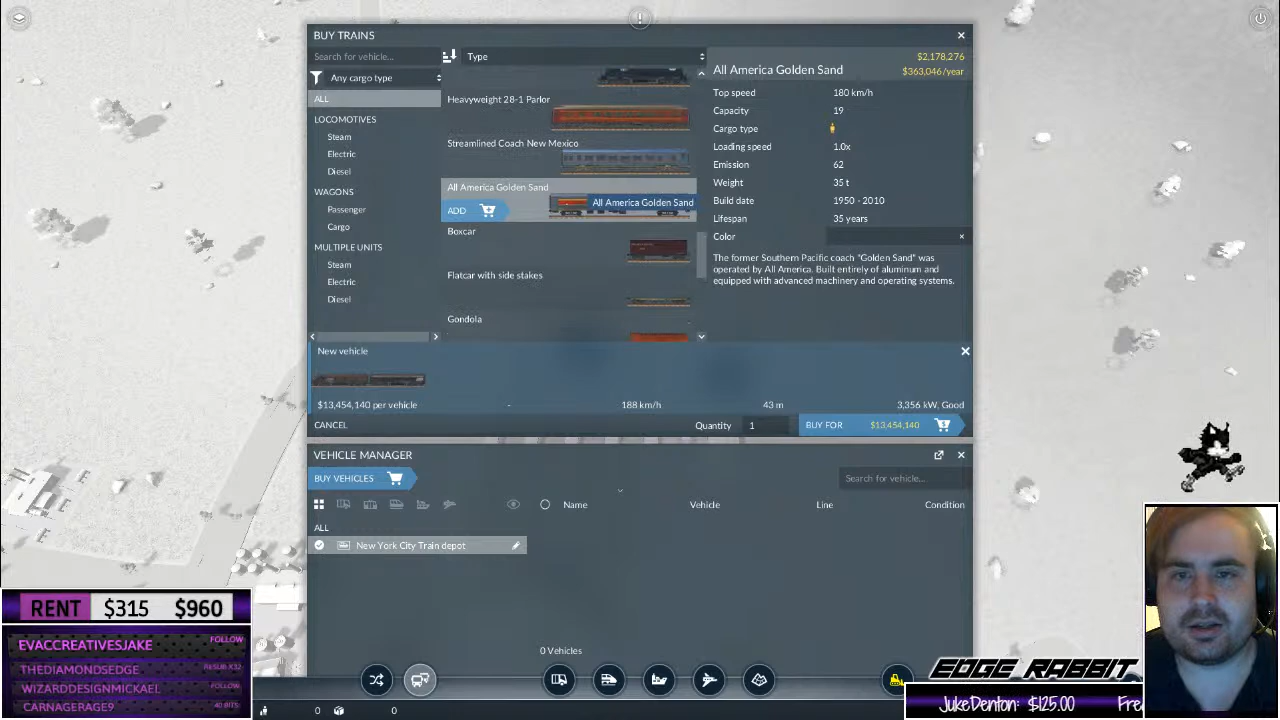 BUY TRAINS
Search for vehicle...
Type
Any cargo type
ALL
LOCOMOTIVES
Steam
Electric
Diesel
WAGONS
Passenger
Cargo
MULTIPLE UNITS
Steam
Electric
Diesel
Heavyweight 28-1 Parlor
Streamlined Coach New Mexico
All America Golden Sand
ADD
All America Golden Sand
Boxcar
Flatcar with side stakes
Gondola
$2,178,276
All America Golden Sand
$363,046/year
Top speed 180 km/h
Capacity 19
Cargo type
Loading speed 1.0x
Emission 62
Weight 35 t
Build date 1950 - 2010
Lifespan 35 years
Color
The former Southern Pacific coach "Golden Sand" was
operated by All America. Built entirely of aluminum and
equipped with advanced machinery and operating systems.
New vehicle
$13,454,140 per vehicle - 188 km/h 43 m 3,356 kW, Good
CANCEL Quantity 1 BUY FOR $13,454,140
VEHICLE MANAGER
BUY VEHICLES Search for vehicle...
Name Vehicle Line Condition
ALL
New York City Train depot
0 Vehicles
0 0
RENT $315 $960
EVACCREATIVESJAKE FOLLOW
THEDIAMONDSEDGE RESUB X32
WIZARDDESIGNMICKAEL FOLLOW
CARNAGERAGE9 40 BITS!
EDGE RABBIT
JukeDenton: $125.00 Fre